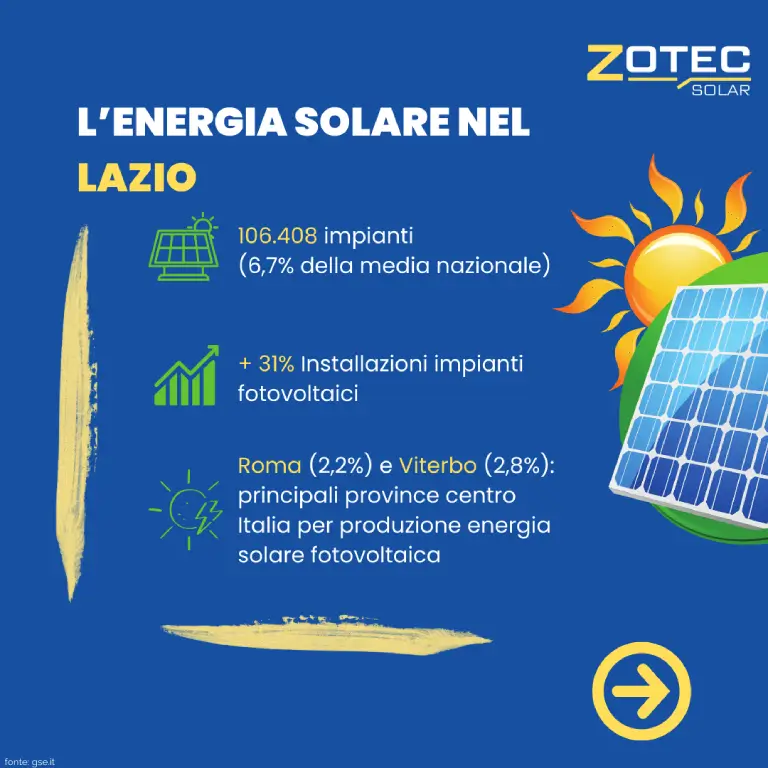 ZOTEC
SOLAR
L’ENERGIA SOLARE NEL
LAZIO
106.408 impianti
(6,7% della media nazionale)
+ 31% Installazioni impianti
fotovoltaici
Roma (2,2%) e Viterbo (2,8%):
principali province centro
Italia per produzione energia
solare fotovoltaica
fonte: gse.it